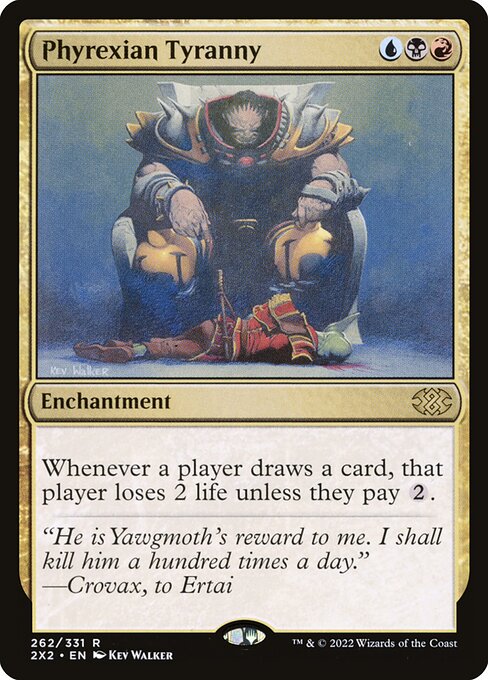 Phyrexian Tyranny
KEV WALKER
Enchantment
Whenever a player draws a card, that
player loses 2 life unless they pay 2.
“He is Yawgmoth’s reward to me. I shall
kill him a hundred times a day.”
—Crovax, to Ertai
262/331 R
2X2 • EN Kev Walker
™ & © 2022 Wizards of the Coast